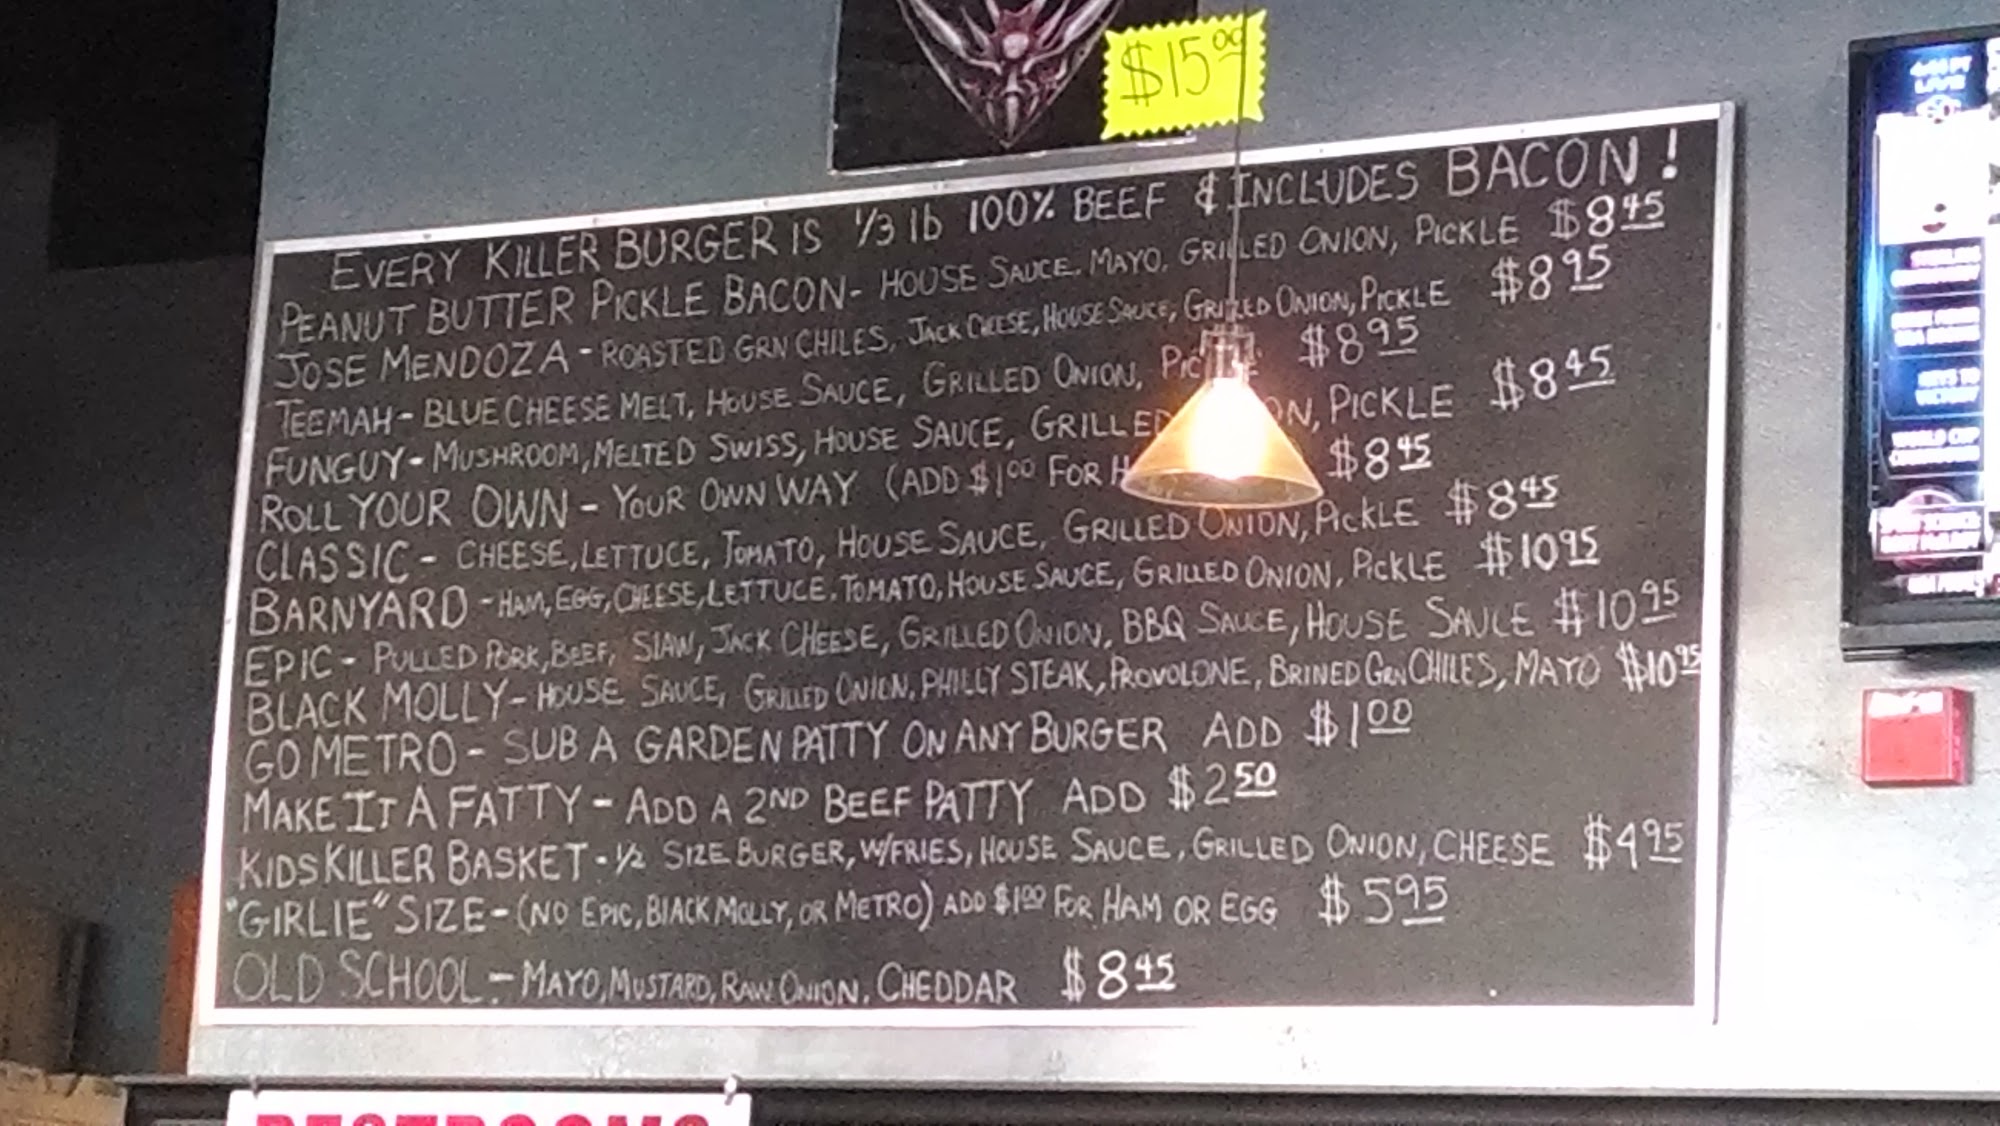 $15.00
EVERY KILLER BURGER IS 1/3 lb 100% BEEF & INCLUDES BACON!
PEANUT BUTTER PICKLE BACON- HOUSE SAUCE, MAYO, GRILLED ONION, PICKLE $8.45
JOSE MENDOZA - ROASTED GRN CHILES, JACK CHEESE, HOUSE SAUCE, GRILLED ONION, PICKLE $8.95
TEEMAH - BLUE CHEESE MELT, HOUSE SAUCE, GRILLED ONION, PIC $8.95
FUNGUY - MUSHROOM, MELTED SWISS, HOUSE SAUCE, GRILLED ON, PICKLE $8.45
ROLL YOUR OWN - YOUR OWN WAY (ADD $1.00 FOR H $8.45
CLASSIC - CHEESE, LETTUCE, TOMATO, HOUSE SAUCE, GRILLED ONION, PICKLE $8.45
BARNYARD - HAM, EGG, CHEESE, LETTUCE, TOMATO, HOUSE SAUCE, GRILLED ONION, PICKLE $10.95
EPIC - PULLED PORK, BEEF, SLAW, JACK CHEESE, GRILLED ONION, BBQ SAUCE, HOUSE SAUCE $10.95
BLACK MOLLY - HOUSE SAUCE, GRILLED ONION, PHILLY STEAK, PROVOLONE, BRINED GRN CHILES, MAYO $10.95
GO METRO - SUB A GARDEN PATTY ON ANY BURGER ADD $1.00
MAKE IT A FATTY - ADD A 2ND BEEF PATTY ADD $2.50
KIDS KILLER BASKET - 1/2 SIZE BURGER, W/FRIES, HOUSE SAUCE, GRILLED ONION, CHEESE $4.95
"GIRLIE" SIZE - (NO EPIC, BLACK MOLLY, OR METRO) ADD $1.00 FOR HAM OR EGG $5.95
OLD SCHOOL - MAYO, MUSTARD, RAW ONION, CHEDDAR $8.45
RESTROOMS